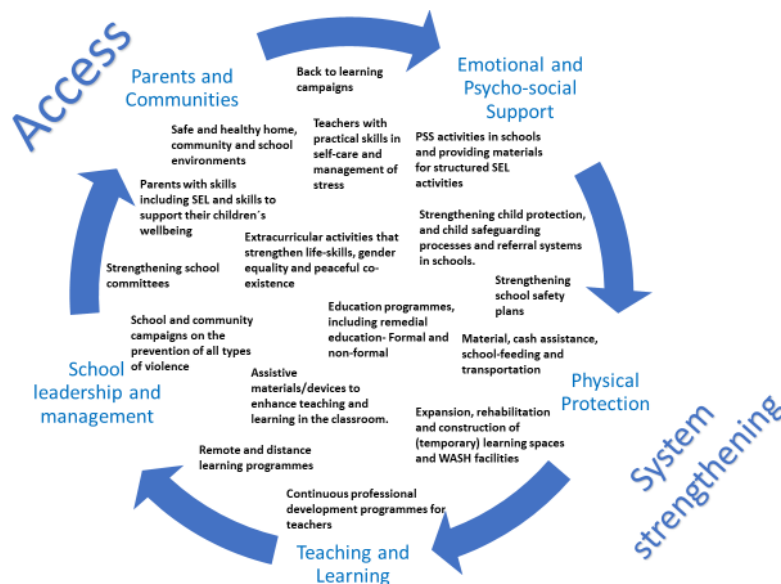 Access
Parents and
Communities
Back to learning
campaigns
Emotional and
Psycho-social
Support
Safe and healthy home,
community and school
environments
Teachers with
practical skills in
self-care and
management of
stress
PSS activities in schools
and providing materials
for structured SEL
activities
Parents with skills
including SEL and skills to
support their children´s
wellbeing
Extracurricular activities that
strengthen life-skills, gender
equality and peaceful co-
existence
Strengthening child protection,
and child safeguarding
processes and referral systems
in schools.
Strengthening school
committees
Strengthening
school safety
plans
School and community
campaigns on the
prevention of all types
of violence
Education programmes,
including remedial
education- Formal and
non-formal
Material, cash assistance,
school-feeding and
transportation
School
leadership and
management
Physical
Protection
Assistive
materials/devices to
enhance teaching and
learning in the classroom.
Expansion, rehabilitation
and construction of
(temporary) learning spaces
and WASH facilities
Remote and distance
learning programmes
Continuous professional
development programmes for
teachers
Teaching and
Learning
System
strengthening